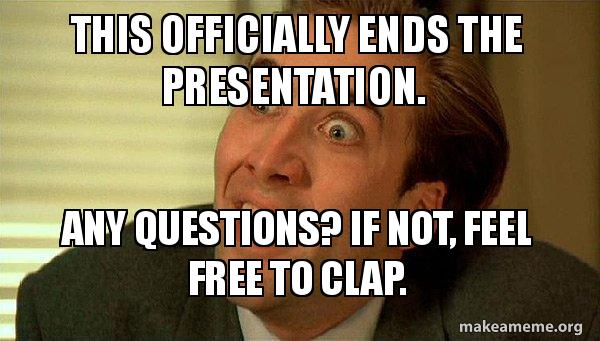 THIS OFFICIALLY ENDS THE
PRESENTATION.
ANY QUESTIONS? IF NOT, FEEL
FREE TO CLAP.
makeameme.org